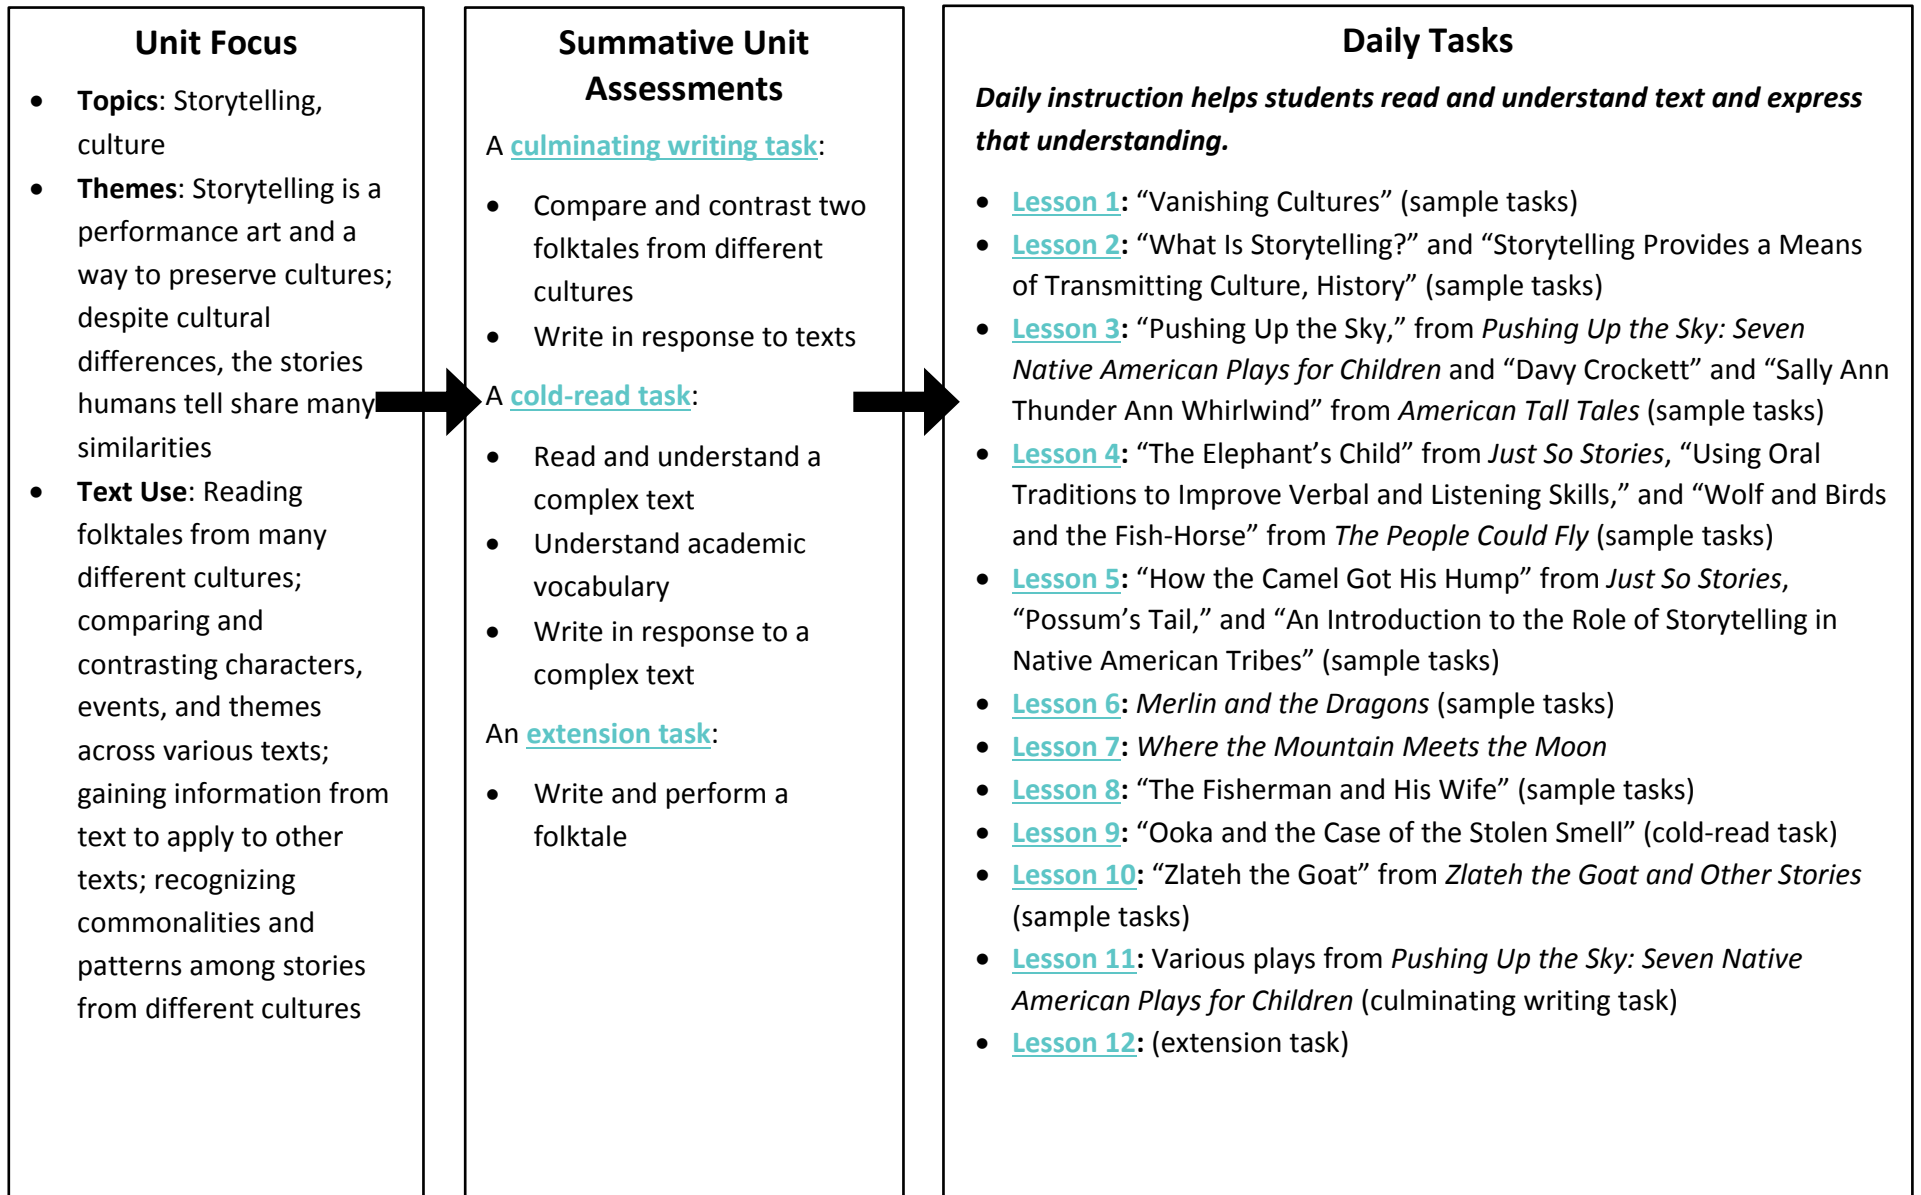 Unit Focus
• Topics: Storytelling,
culture
• Themes: Storytelling is a
performance art and a
way to preserve cultures;
despite cultural
differences, the stories
humans tell share many
similarities
• Text Use: Reading
folktales from many
different cultures;
comparing and
contrasting characters,
events, and themes
across various texts;
gaining information from
text to apply to other
texts; recognizing
commonalities and
patterns among stories
from different cultures
Summative Unit
Assessments
A culminating writing task:
• Compare and contrast two
folktales from different
cultures
• Write in response to texts
A cold-read task:
• Read and understand a
complex text
• Understand academic
vocabulary
• Write in response to a
complex text
An extension task:
• Write and perform a
folktale
Daily Tasks
Daily instruction helps students read and understand text and express
that understanding.
• Lesson 1: “Vanishing Cultures” (sample tasks)
• Lesson 2: “What Is Storytelling?” and “Storytelling Provides a Means
of Transmitting Culture, History” (sample tasks)
• Lesson 3: “Pushing Up the Sky,” from Pushing Up the Sky: Seven
Native American Plays for Children and “Davy Crockett” and “Sally Ann
Thunder Ann Whirlwind” from American Tall Tales (sample tasks)
• Lesson 4: “The Elephant’s Child” from Just So Stories, “Using Oral
Traditions to Improve Verbal and Listening Skills,” and “Wolf and Birds
and the Fish-Horse” from The People Could Fly (sample tasks)
• Lesson 5: “How the Camel Got His Hump” from Just So Stories,
“Possum’s Tail,” and “An Introduction to the Role of Storytelling in
Native American Tribes” (sample tasks)
• Lesson 6: Merlin and the Dragons (sample tasks)
• Lesson 7: Where the Mountain Meets the Moon
• Lesson 8: “The Fisherman and His Wife” (sample tasks)
• Lesson 9: “Ooka and the Case of the Stolen Smell” (cold-read task)
• Lesson 10: “Zlateh the Goat” from Zlateh the Goat and Other Stories
(sample tasks)
• Lesson 11: Various plays from Pushing Up the Sky: Seven Native
American Plays for Children (culminating writing task)
• Lesson 12: (extension task)